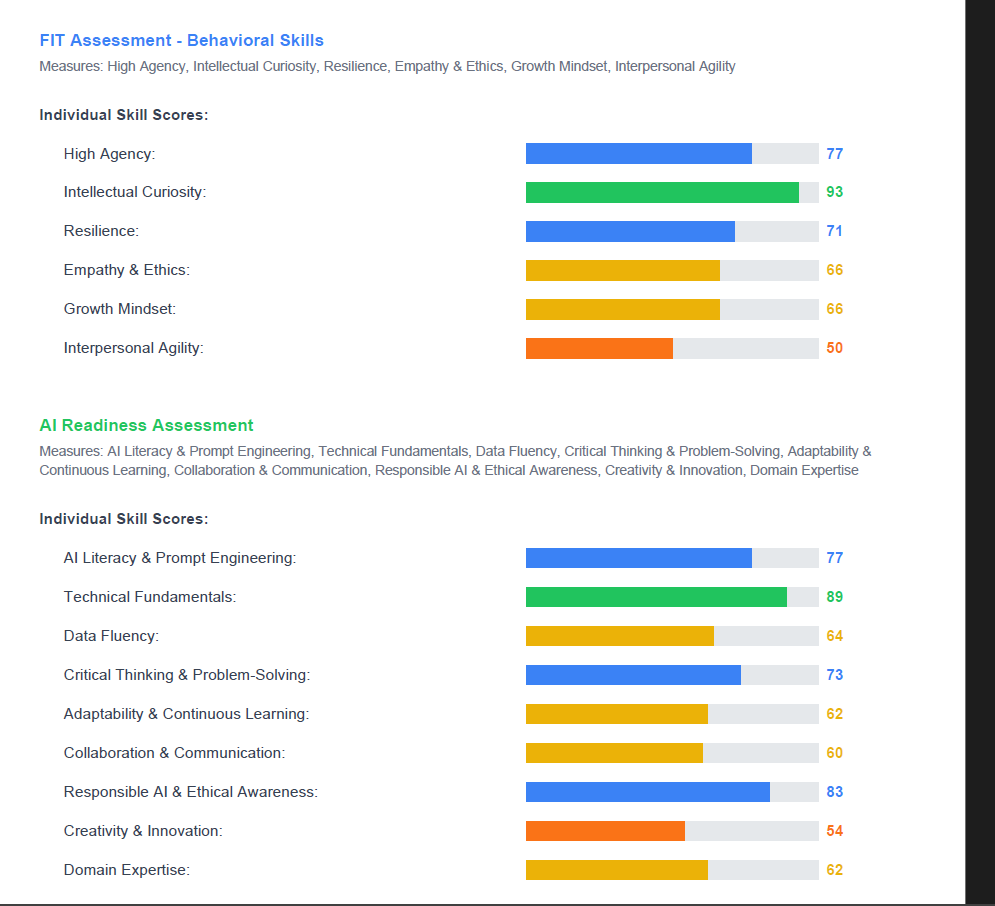 FIT Assessment - Behavioral Skills
Measures: High Agency, Intellectual Curiosity, Resilience, Empathy & Ethics, Growth Mindset, Interpersonal Agility
Individual Skill Scores:
High Agency: 77
Intellectual Curiosity: 93
Resilience: 71
Empathy & Ethics: 66
Growth Mindset: 66
Interpersonal Agility: 50
AI Readiness Assessment
Measures: AI Literacy & Prompt Engineering, Technical Fundamentals, Data Fluency, Critical Thinking & Problem-Solving, Adaptability &
Continuous Learning, Collaboration & Communication, Responsible AI & Ethical Awareness, Creativity & Innovation, Domain Expertise
Individual Skill Scores:
AI Literacy & Prompt Engineering: 77
Technical Fundamentals: 89
Data Fluency: 64
Critical Thinking & Problem-Solving: 73
Adaptability & Continuous Learning: 62
Collaboration & Communication: 60
Responsible AI & Ethical Awareness: 83
Creativity & Innovation: 54
Domain Expertise: 62